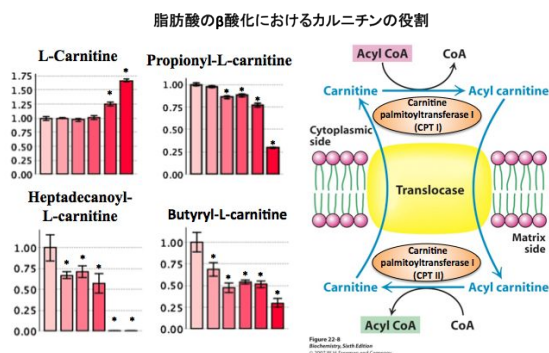 脂肪酸のβ酸化におけるカルニチンの役割
L-Carnitine
1.75
1.50
1.25
1.00
0.75
0.50
0.25
0.00
* *
Propionyl-L-carnitine
1.00
0.75
0.50
0.25
0.00
* * * *
Heptadecanoyl-
L-carnitine
1.00
0.75
0.50
0.25
0.00
* * * * *
Butyryl-L-carnitine
1.00
0.75
0.50
0.25
0.00
* * * * *
Acyl CoA
CoA
Carnitine
Acyl carnitine
Carnitine
palmitoyltransferase I
(CPT I)
Cytoplasmic
side
Translocase
Matrix
side
Carnitine
palmitoyltransferase I
(CPT II)
Carnitine
Acyl carnitine
Acyl CoA
CoA
Figure 22-8
Biochemistry, Sixth Edition
© 2007 W.H. Freeman and Company